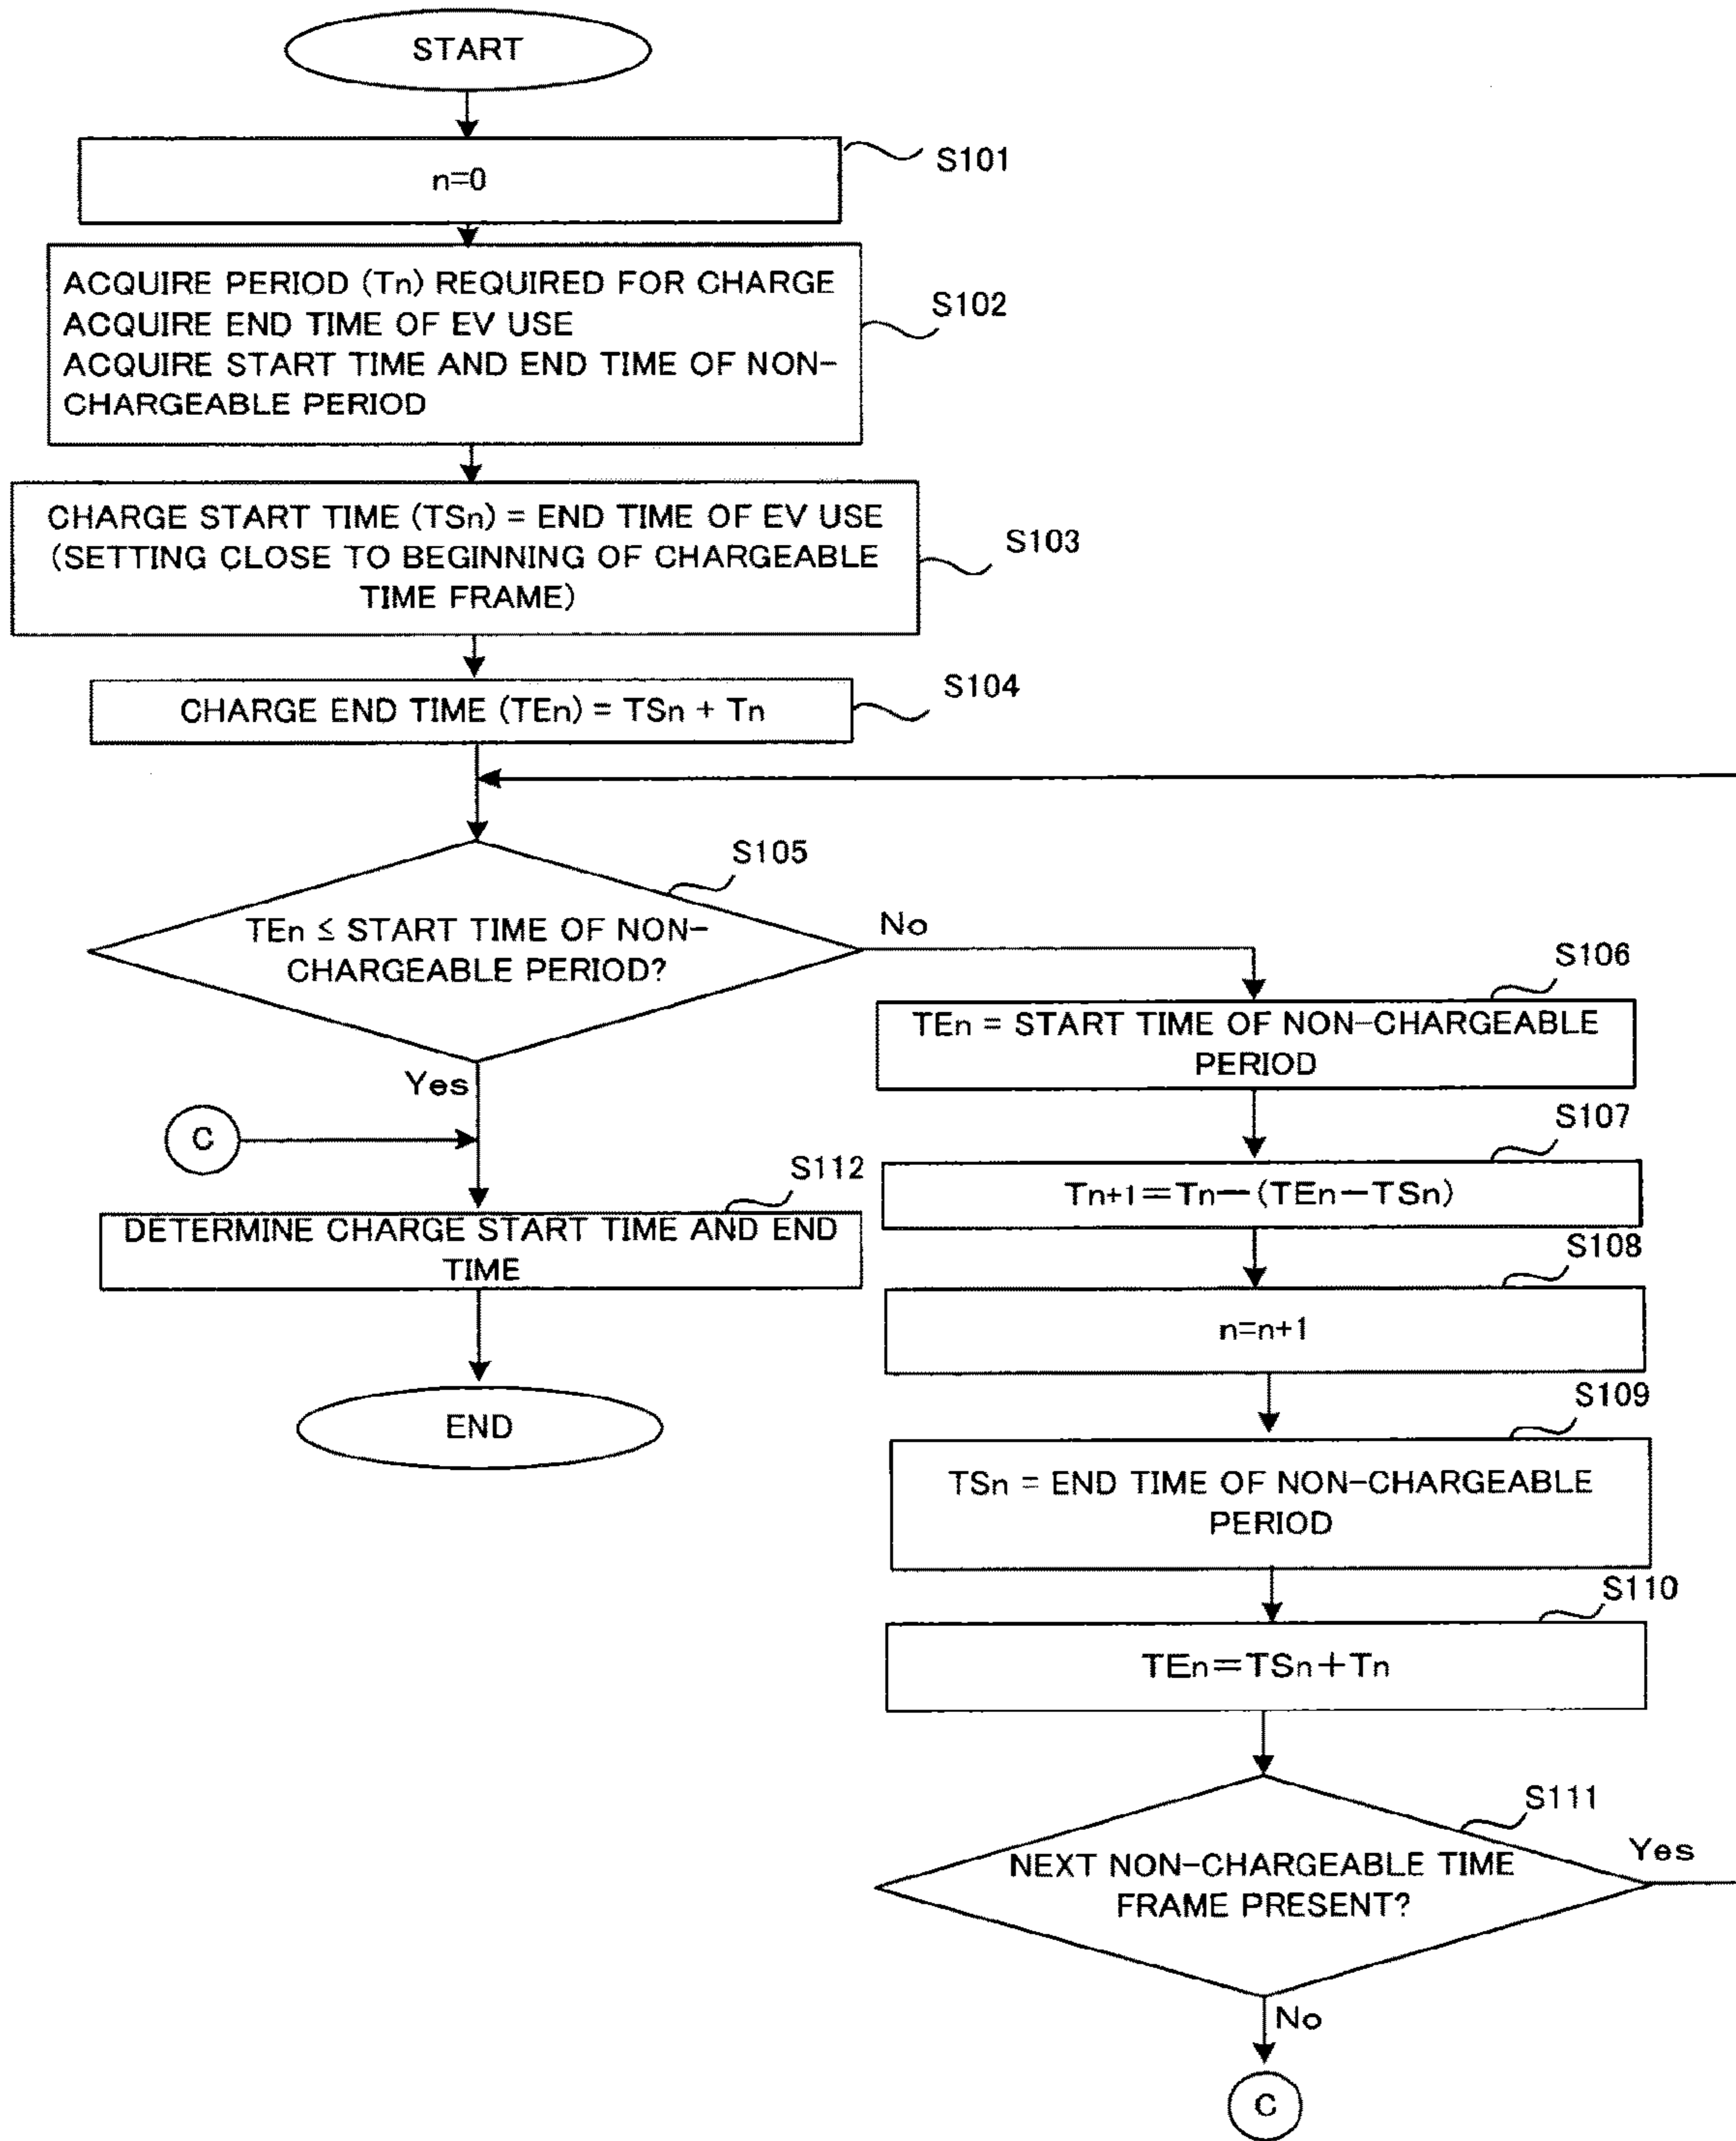 START
n=0
S101
ACQUIRE PERIOD (Tn) REQUIRED FOR CHARGE
ACQUIRE END TIME OF EV USE
ACQUIRE START TIME AND END TIME OF NON-
CHARGEABLE PERIOD
S102
CHARGE START TIME (TSn) = END TIME OF EV USE
(SETTING CLOSE TO BEGINNING OF CHARGEABLE
TIME FRAME)
S103
CHARGE END TIME (TEn) = TSn + Tn
S104
TEn ≤ START TIME OF NON-
CHARGEABLE PERIOD?
S105
No
Yes
C
S112
DETERMINE CHARGE START TIME AND END
TIME
END
S106
TEn = START TIME OF NON-CHARGEABLE
PERIOD
S107
Tn+1=Tn-(TEn-TSn)
S108
n=n+1
S109
TSn = END TIME OF NON-CHARGEABLE
PERIOD
S110
TEn=TSn+Tn
S111
NEXT NON-CHARGEABLE TIME
FRAME PRESENT?
Yes
No
C